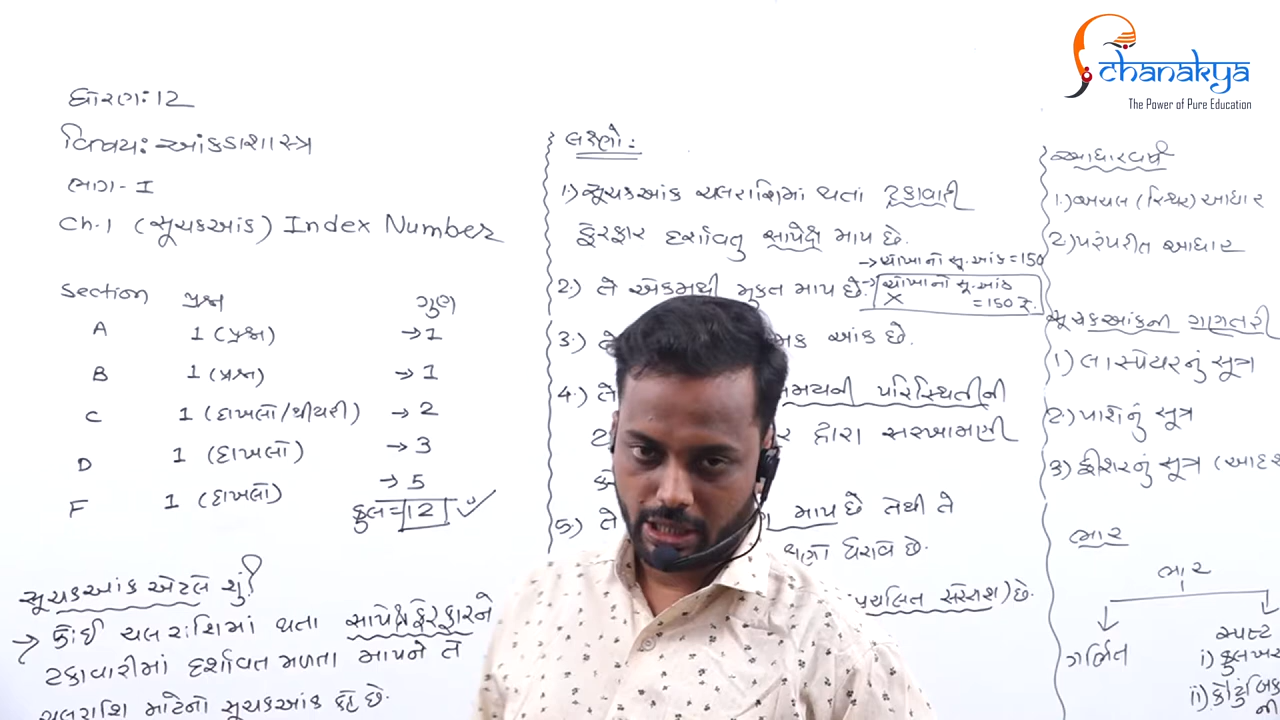 Chanakya
The Power of Pure Education
ધોરણ: 12
વિષય: આંકડાશાસ્ત્ર
ભાગ - I
Ch.1 (સૂચકઆંક) Index Number
Section પ્રશ્ન ગુણ
A 1 (પ્રશ્ન) → 1
B 1 (પ્રશ્ન) → 1
C 1 (દાખલો/થીયરી) → 2
D 1 (દાખલો) → 3
F 1 (દાખલો) → 5
કુલ = 12
સૂચકઆંક એટલે શું?
→ કોઈ ચલરાશિમાં થતા સાપેક્ષ ફેરફારને
ટકાવારીમાં દર્શાવત મળતા માપને તે
ચલરાશિ માટેનો સૂચકઆંક કહે છે.
લક્ષણો:
1.) સૂચકઆંક ચલરાશિમાં થતાં ટકાવારી
ફેરફાર દર્શાવતુ સાપેક્ષ માપ છે.
2.) તે એકમથી મુકત માપ છે.
→ ચોખાનો સૂ.આંક = 150
→ ચોખાનો સૂ.આંક
X = 150 રૂ.
3.) આંક છે.
4.) તે સમયની પરિસ્થિતીની
દ્વારા સરખામણી
5.) તે માપ છે તેથી તે
ધરાવે છે.
પ્રચલિત સરેરાશ) છે.
આધારવર્ષ
1.) અચલ (સ્થિર) આધાર
2.) પરંપરીત આધાર
સૂચકઆંકની ગણતરી
1) લાસ્પેયરનું સૂત્ર
2.) પાશેનું સૂત્ર
3) ફીશરનું સૂત્ર
ભાર
ભાર
ગર્ભિત
સ્પષ્ટ
i)
ii)
ની